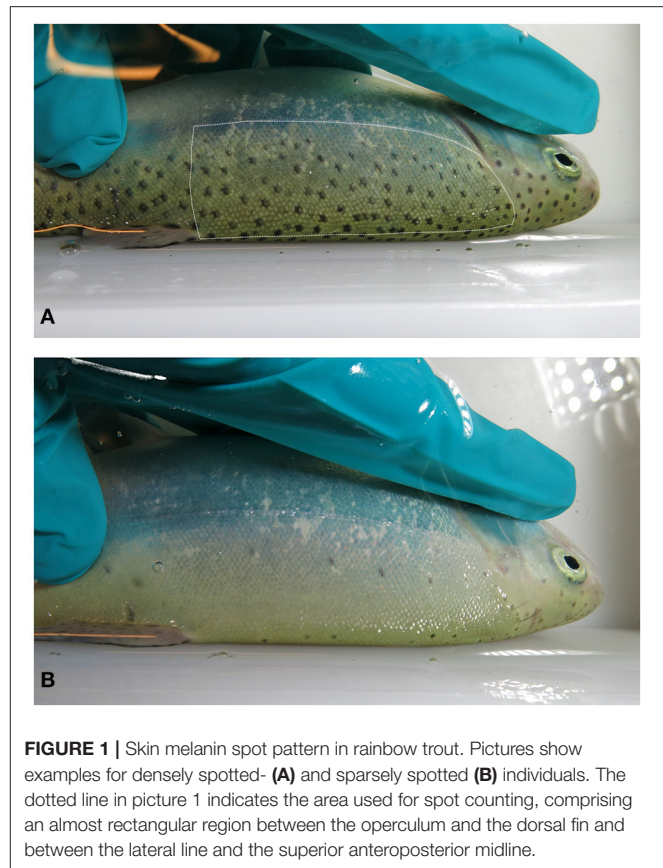 A
B
FIGURE 1 | Skin melanin spot pattern in rainbow trout. Pictures show
examples for densely spotted- (A) and sparsely spotted (B) individuals. The
dotted line in picture 1 indicates the area used for spot counting, comprising
an almost rectangular region between the operculum and the dorsal fin and
between the lateral line and the superior anteroposterior midline.